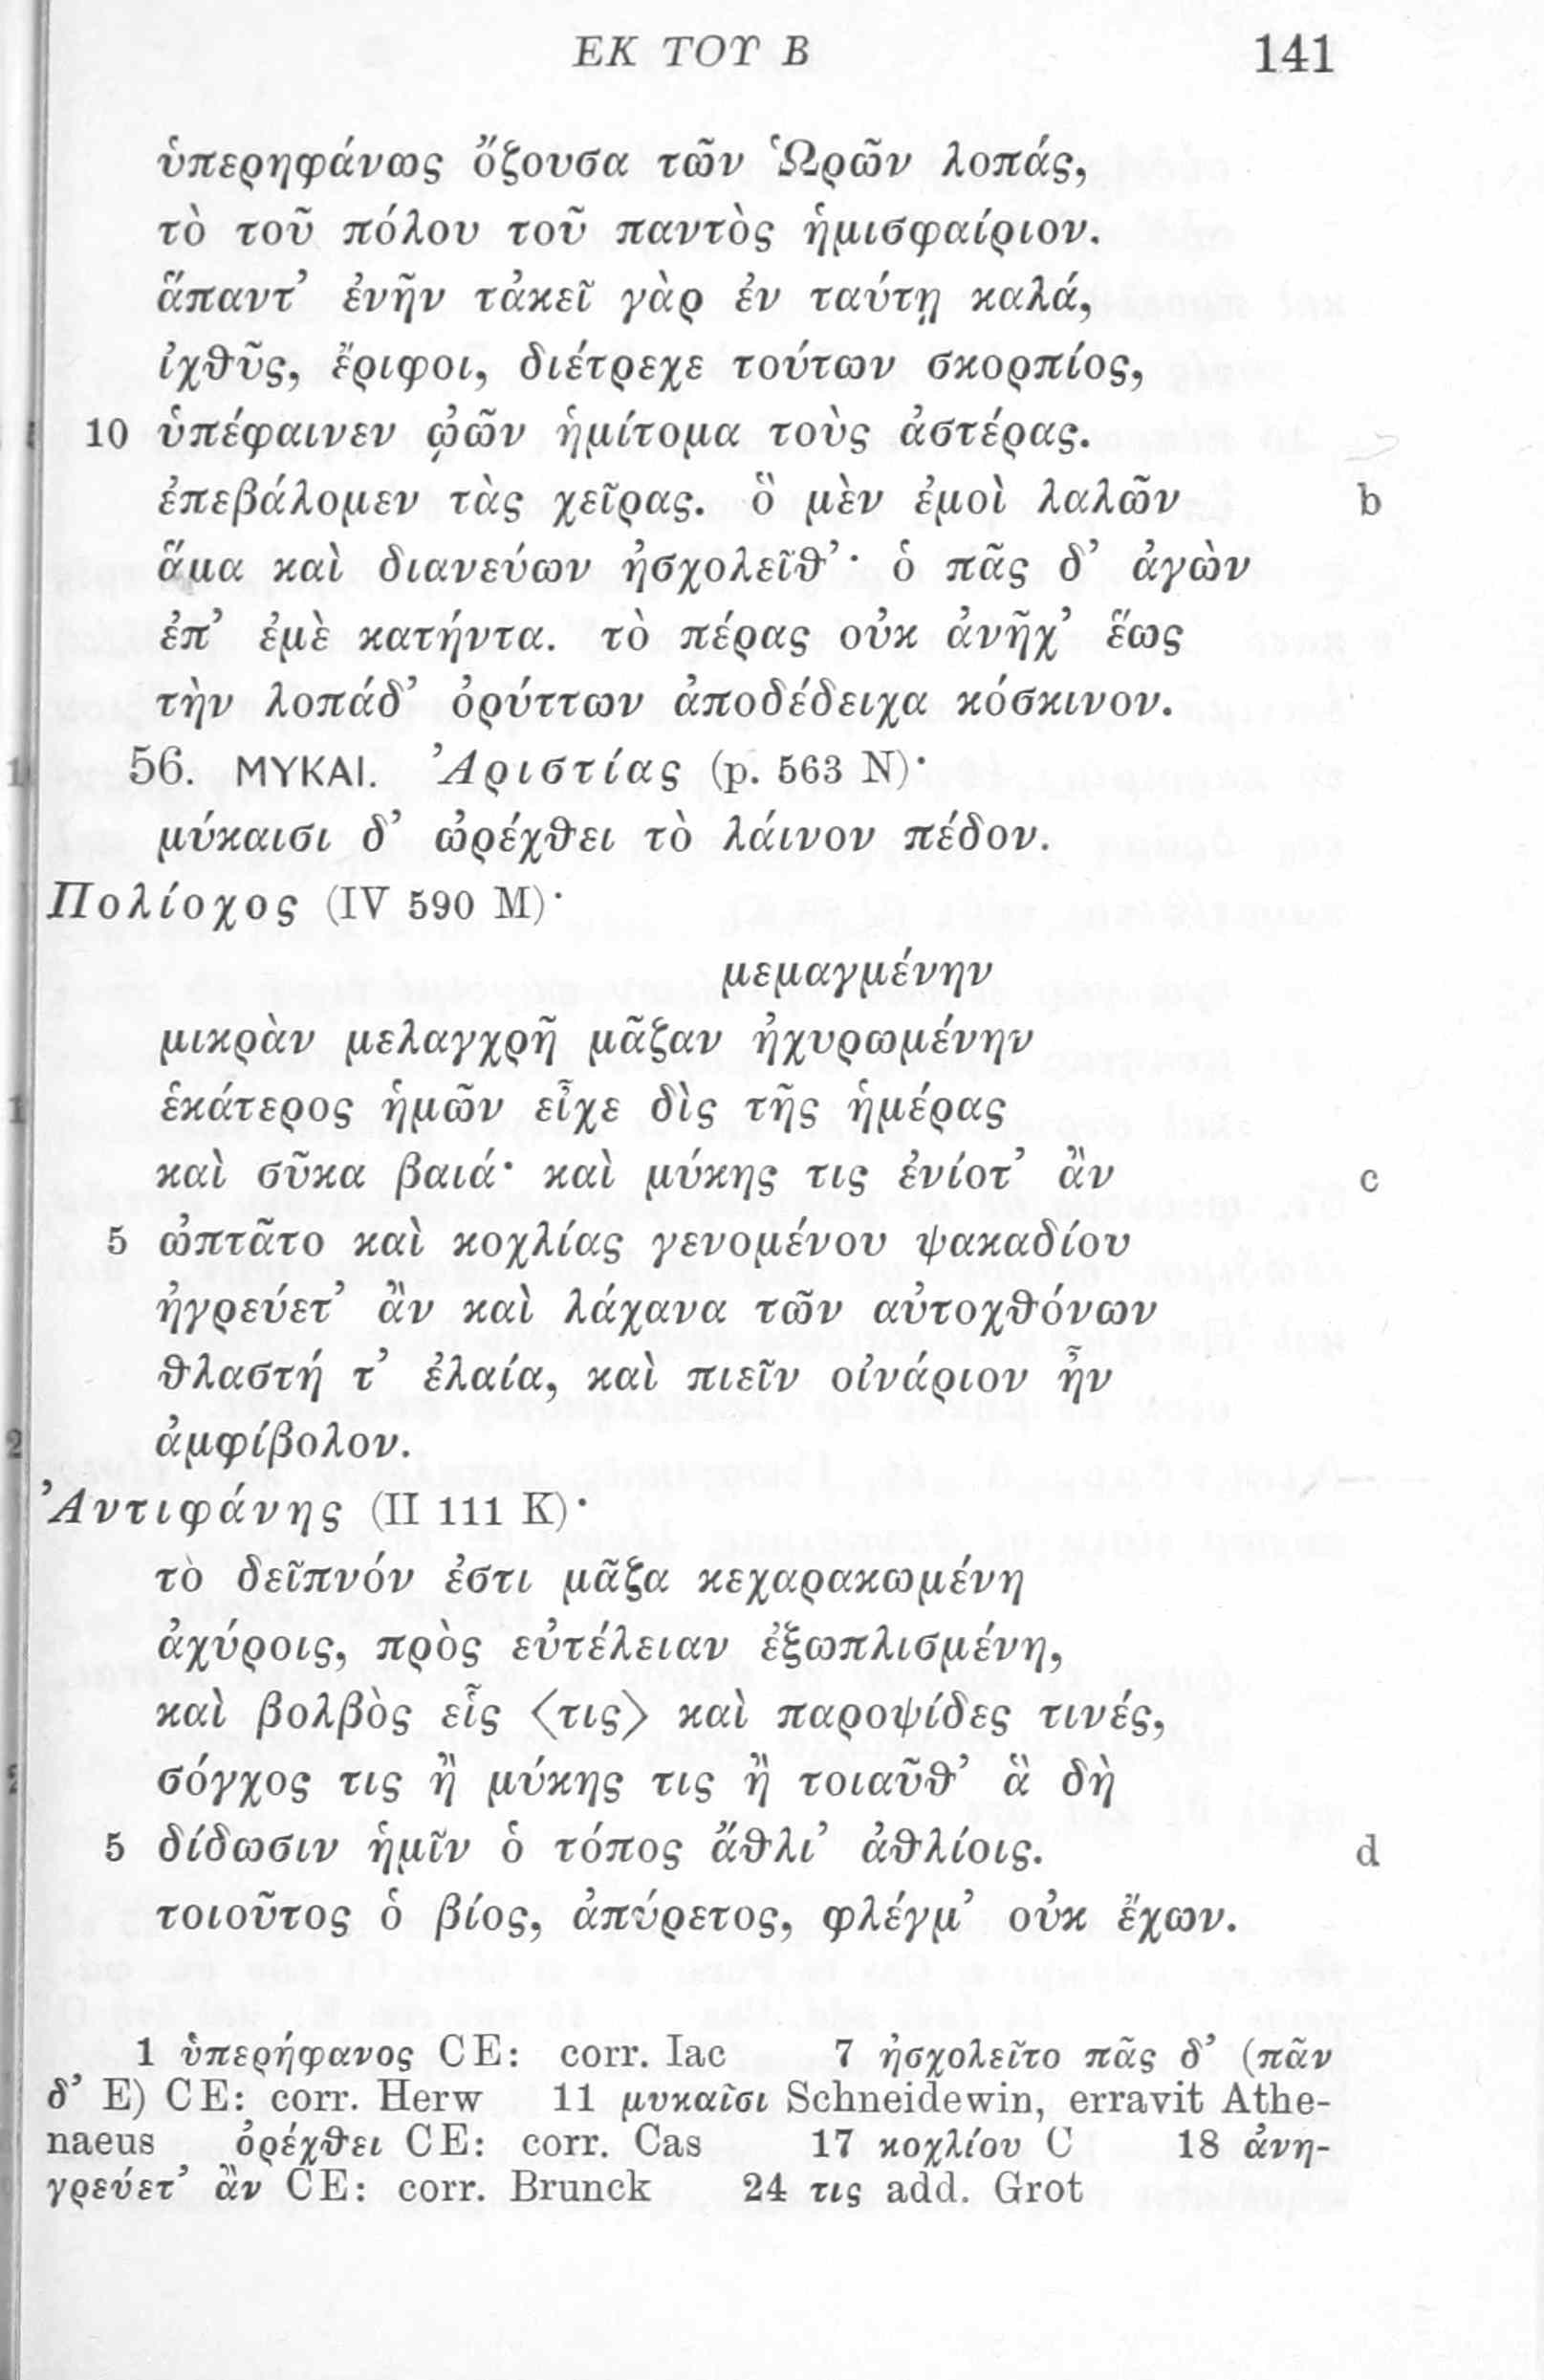 ΕΚ ΤΟΥ Β 141
ὑπερηφάνως ὄζουσα τῶν Ὡρῶν λοπάς,
τὸ τοῦ πόλου τοῦ παντὸς ἡμισφαίριον.
ἅπαντ’ ἐνῆν τἀκεῖ γὰρ ἐν ταύτῃ καλά,
ἰχθῦς, ἔριφοι, διέτρεχε τούτων σκορπίος,
10 ὑπέφαινεν ᾠῶν ἡμίτομα τοὺς ἀστέρας.
ἐπεβάλομεν τὰς χεῖρας. ὃ μὲν ἐμοὶ λαλῶν b
ἅμα καὶ διανεύων ἠσχολεῖθ’· ὁ πᾶς δ’ ἀγὼν
ἐπ’ ἐμὲ κατήντα. τὸ πέρας οὐκ ἀνῆχ’ ἕως
τὴν λοπάδ’ ὀρύττων ἀποδέδειχα κόσκινον.
56. ΜΥΚΑΙ. Ἀριστίας (p. 563 N)·
μύκαισι δ’ ὠρέχθει τὸ λάινον πέδον.
Πολίοχος (IV 590 M)·
μεμαγμένην
μικρὰν μελαγχρῆ μᾶζαν ἠχυρωμένην
ἑκάτερος ἡμῶν εἶχε δὶς τῆς ἡμέρας
καὶ σῦκα βαιά· καὶ μύκης τις ἐνίοτ’ ἂν c
5 ὠπτᾶτο καὶ κοχλίας γενομένου ψακαδίου
ἠγρεύετ’ ἂν καὶ λάχανα τῶν αὐτοχθόνων
θλαστή τ’ ἐλαία, καὶ πιεῖν οἰνάριον ἦν
ἀμφίβολον.
Ἀντιφάνης (II 111 K)·
τὸ δεῖπνόν ἐστι μᾶζα κεχαρακωμένη
ἀχύροις, πρὸς εὐτέλειαν ἐξωπλισμένη,
καὶ βολβὸς εἷς ⟨τις⟩ καὶ παροψίδες τινές,
σόγχος τις ἢ μύκης τις ἢ τοιαῦθ’ ἃ δὴ
5 δίδωσιν ἡμῖν ὁ τόπος ἄθλι’ ἀθλίοις. d
τοιοῦτος ὁ βίος, ἀπύρετος, φλέγμ’ οὐκ ἔχων.
1 ὑπερήφανος CE: corr. Iac 7 ἠσχολεῖτο πᾶς δ’ (πᾶν
δ’ E) CE: corr. Herw 11 μυκαῖσι Schneidewin, erravit Athe-
naeus ὀρέχθει CE: corr. Cas 17 κοχλίου C 18 ἀνη-
γρεύετ’ ἂν CE: corr. Brunck 24 τις add. Grot